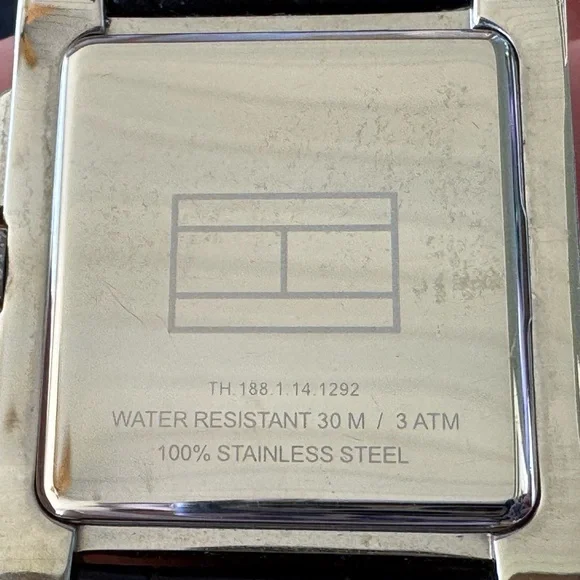 TH.188.1.14.1292
WATER RESISTANT 30 M / 3 ATM
100% STAINLESS STEEL